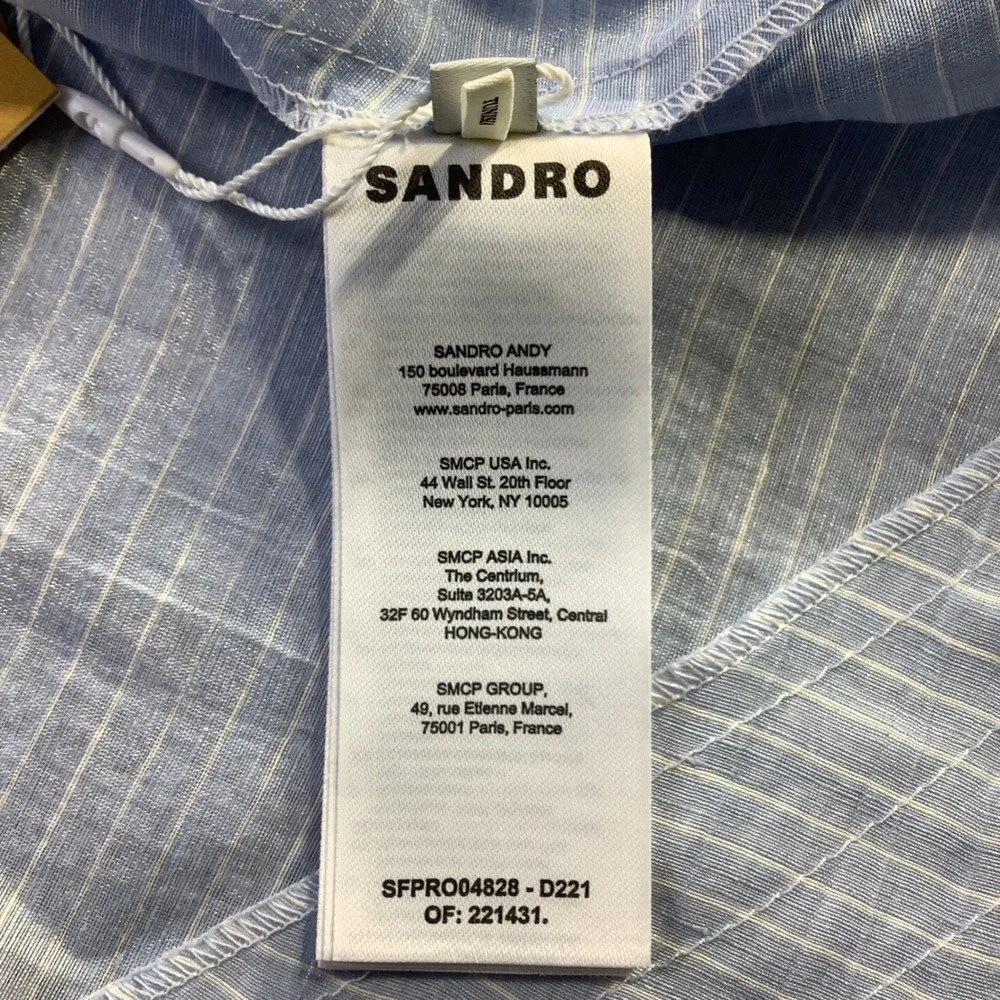 TUNISI
SANDRO
SANDRO ANDY
150 boulevard Haussmann
75008 Paris, France
www.sandro-paris.com
SMCP USA Inc.
44 Wall St. 20th Floor
New York, NY 10005
SMCP ASIA Inc.
The Centrium,
Suite 3203A-5A,
32F 60 Wyndham Street, Central
HONG-KONG
SMCP GROUP,
49, rue Etienne Marcel,
75001 Paris, France
SFPRO04828 - D221
OF: 221431.